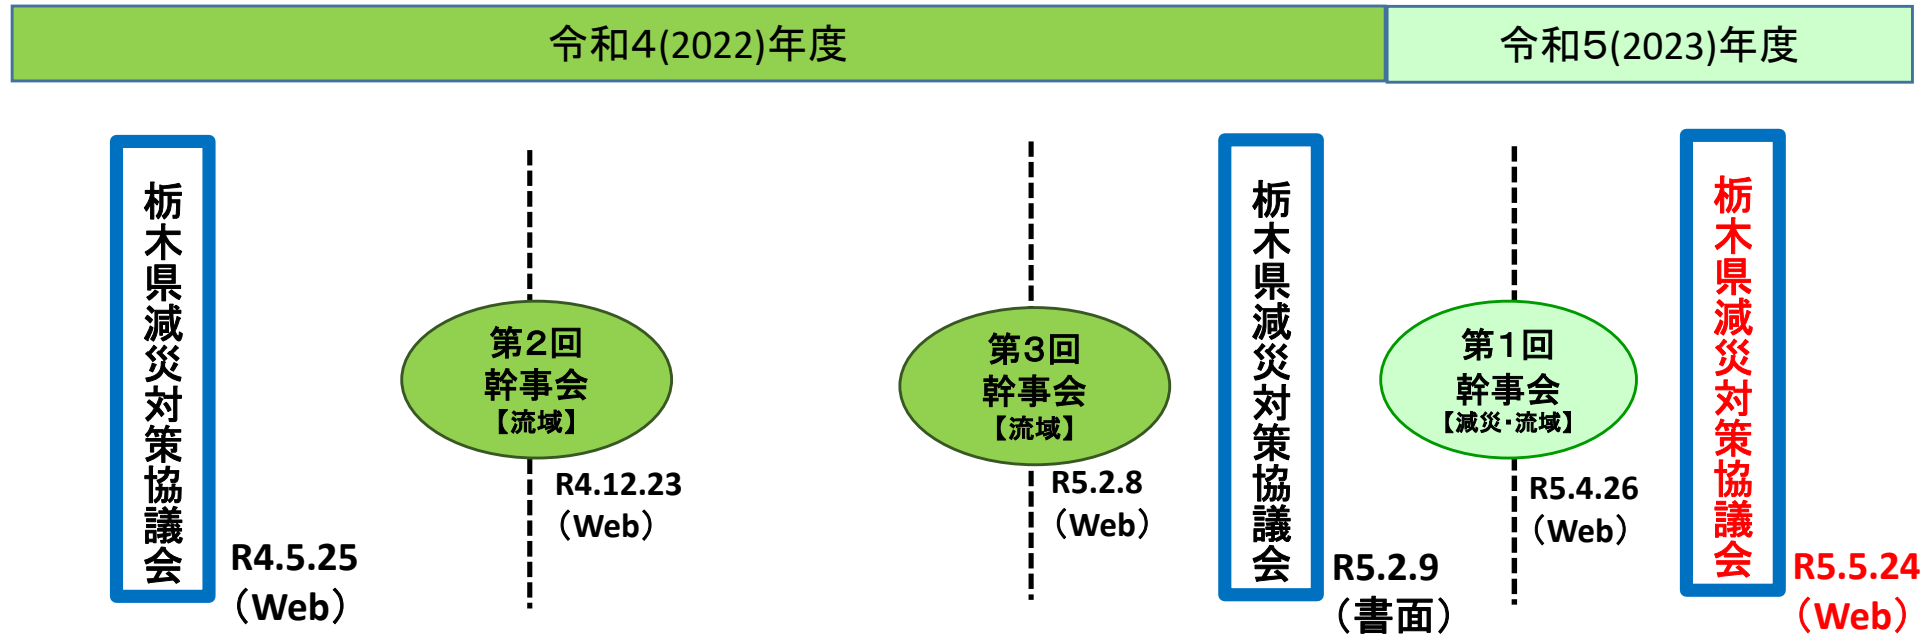 令和４(2022)年度
令和５(2023)年度
栃木県減災対策協議会
R4.5.25
（Web）
第２回
幹事会
【流域】
R4.12.23
（Web）
第３回
幹事会
【流域】
R5.2.8
（Web）
栃木県減災対策協議会
R5.2.9
（書面）
第１回
幹事会
【減災・流域】
R5.4.26
（Web）
栃木県減災対策協議会
R5.5.24
（Web）